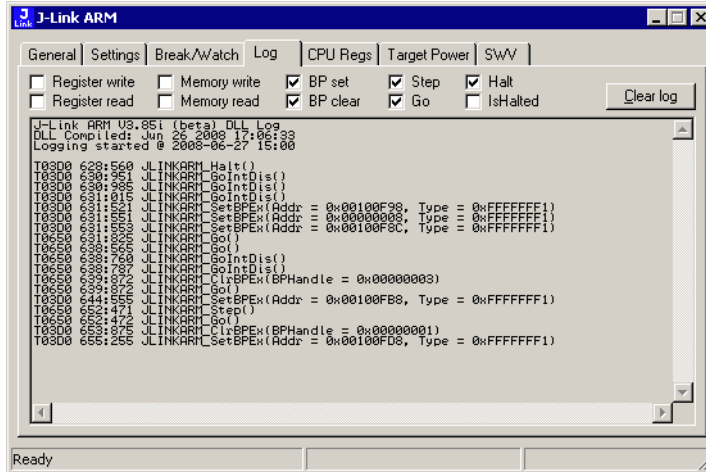 J-Link ARM
General Settings Break/Watch Log CPU Regs Target Power SWV
Register write Memory write BP set Step Halt
Register read Memory read BP clear Go IsHalted
Clear log
J-Link ARM V3.85i (beta) DLL Log
DLL Compiled: Jun 26 2008 17:06:33
Logging started @ 2008-06-27 15:00
T03D0 628:560 JLINKARM_Halt()
T03D0 630:951 JLINKARM_GoIntDis()
T03D0 630:985 JLINKARM_GoIntDis()
T03D0 631:015 JLINKARM_GoIntDis()
T03D0 631:521 JLINKARM_SetBPEx(Addr = 0x00100F98, Type = 0xFFFFFFF1)
T03D0 631:551 JLINKARM_SetBPEx(Addr = 0x00000008, Type = 0xFFFFFFF1)
T03D0 631:553 JLINKARM_SetBPEx(Addr = 0x00100F8C, Type = 0xFFFFFFF1)
T0650 631:825 JLINKARM_Go()
T0650 638:565 JLINKARM_Go()
T0650 638:760 JLINKARM_GoIntDis()
T0650 638:787 JLINKARM_GoIntDis()
T0650 639:872 JLINKARM_ClrBPEx(BPHandle = 0x00000003)
T0650 639:872 JLINKARM_Go()
T03D0 644:555 JLINKARM_SetBPEx(Addr = 0x00100FB8, Type = 0xFFFFFFF1)
T0650 652:471 JLINKARM_Step()
T0650 652:472 JLINKARM_Go()
T03D0 653:875 JLINKARM_ClrBPEx(BPHandle = 0x00000001)
T03D0 655:255 JLINKARM_SetBPEx(Addr = 0x00100FD8, Type = 0xFFFFFFF1)
Ready